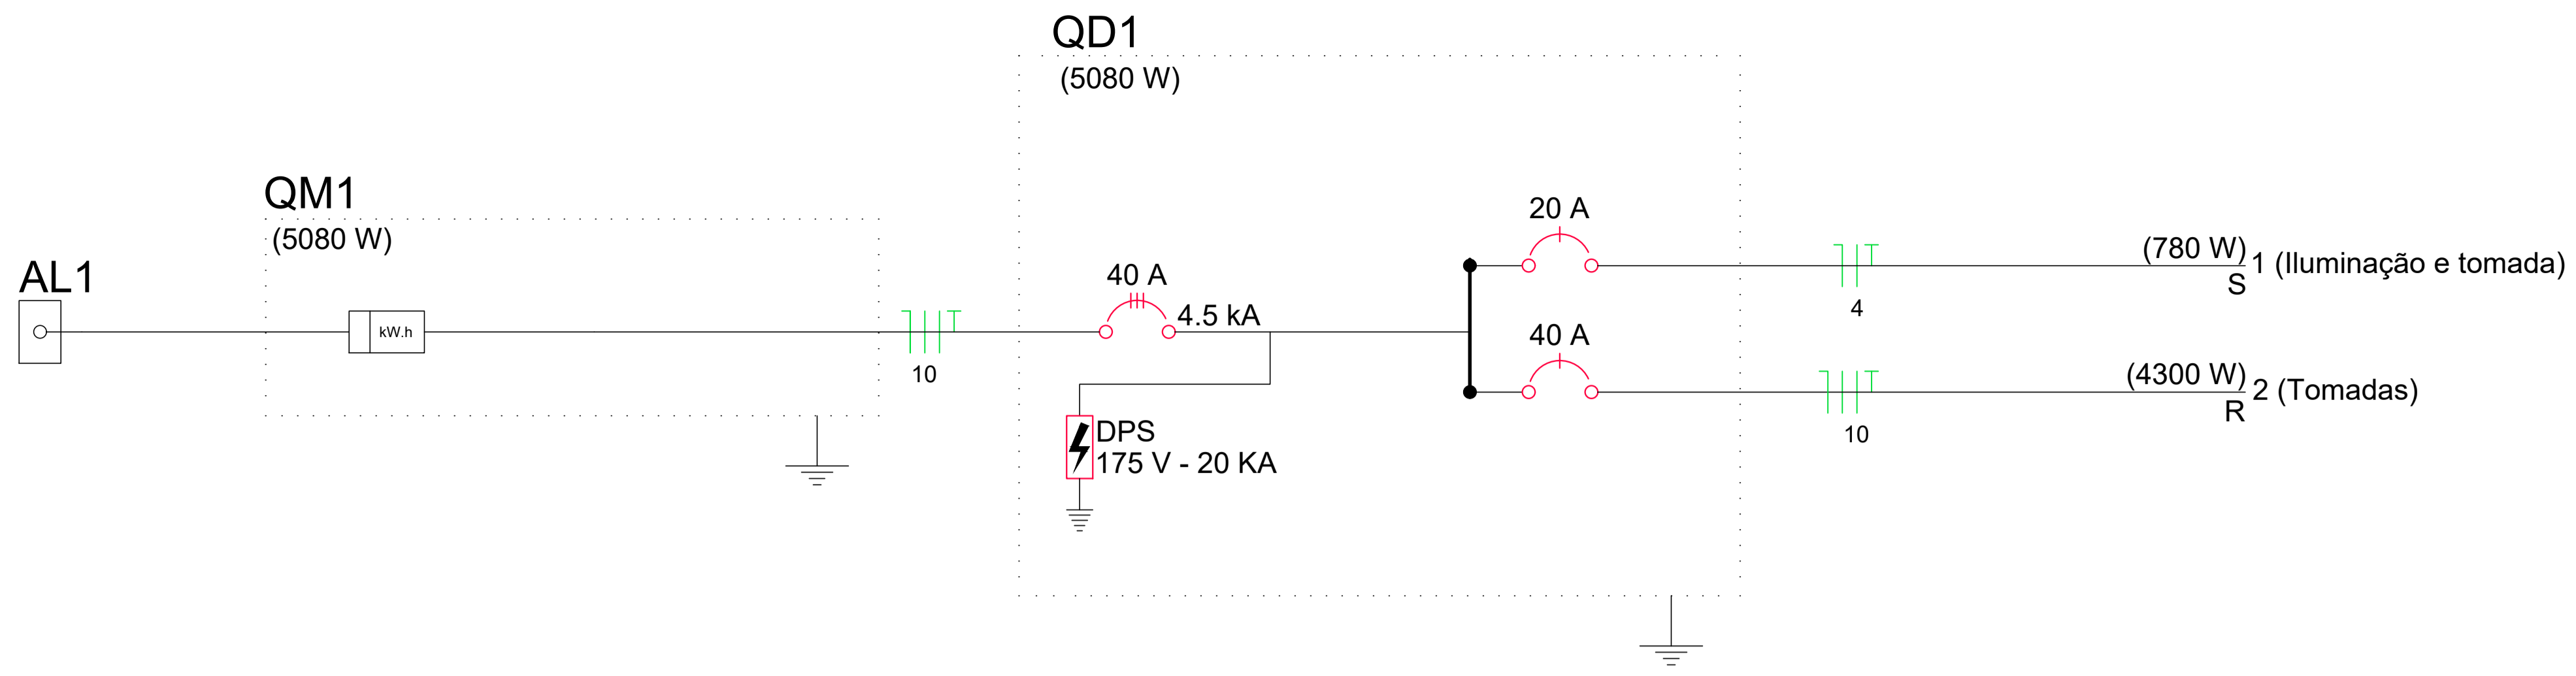 QD1
(5080 W)
QM1
(5080 W)
AL1
kW.h
10
40 A
4.5 kA
DPS
175 V - 20 KA
20 A
40 A
4
(780 W)
S
1 (Iluminação e tomada)
10
(4300 W)
R
2 (Tomadas)